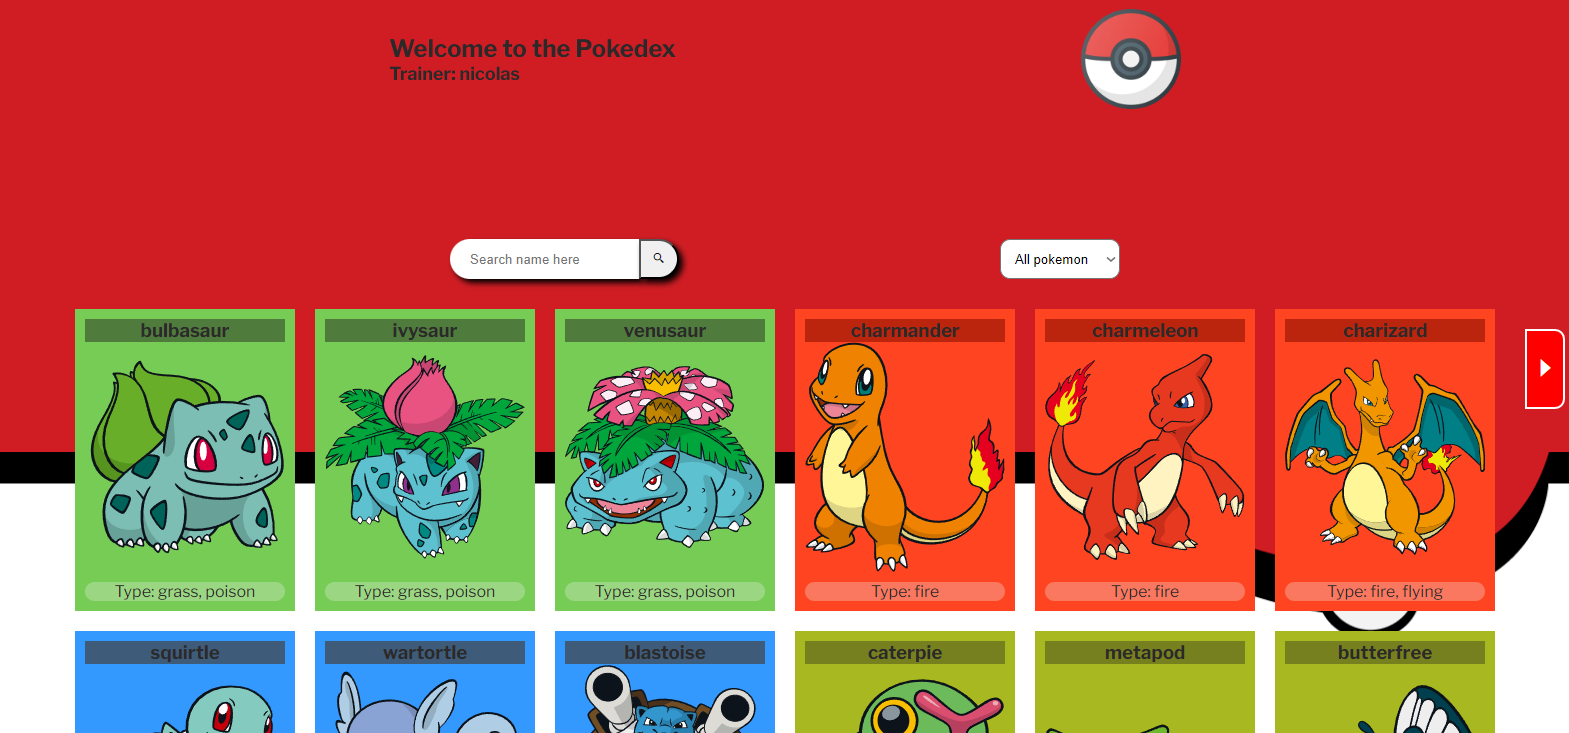 Welcome to the Pokedex
Trainer: nicolas
Search name here
All pokemon
bulbasaur
ivysaur
venusaur
charmander
charmeleon
charizard
Type: grass, poison
Type: grass, poison
Type: grass, poison
Type: fire
Type: fire
Type: fire, flying
squirtle
wartortle
blastoise
caterpie
metapod
butterfree